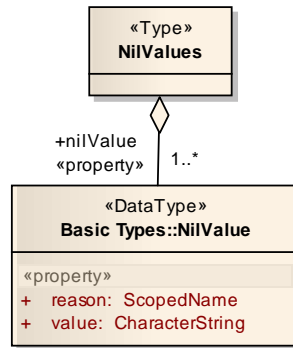 «Type»
NilValues
+nilValue
«property»
1..*
«DataType»
Basic Types::NilValue
«property»
+ reason: ScopedName
+ value: CharacterString